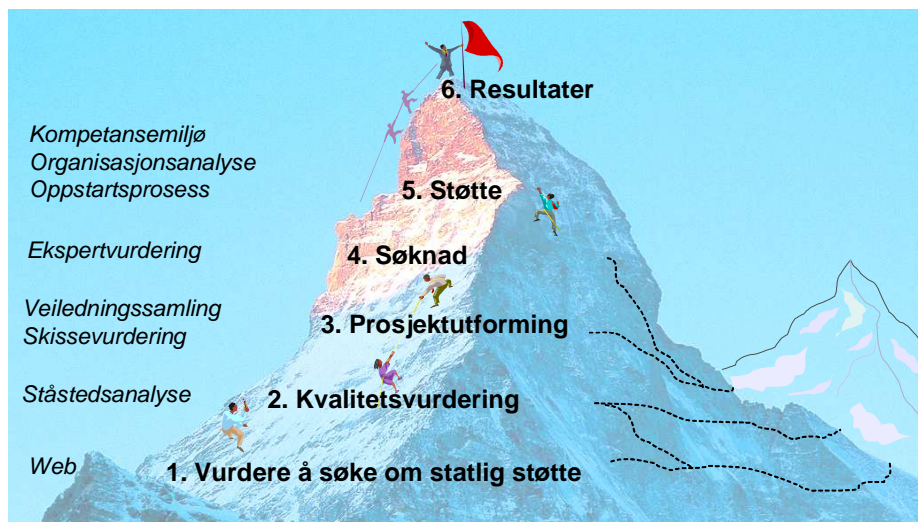 6. Resultater
Kompetansemiljø
Organisasjonsanalyse
Oppstartsprosess
5. Støtte
Ekspertvurdering
4. Søknad
Veiledningssamling
Skissevurdering
3. Prosjektutforming
Ståstedsanalyse
2. Kvalitetsvurdering
Web
1. Vurdere å søke om statlig støtte